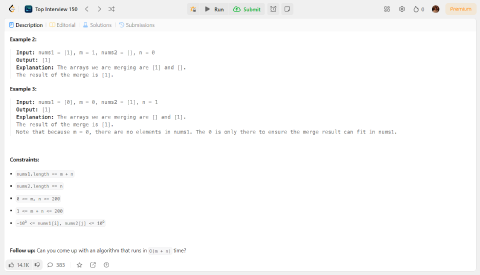 Top Interview 150
Run
Submit
6
Premium
Description
Editorial
Solutions
Submissions
Example 2:
Input: nums1 = [1], m = 1, nums2 = [], n = 0
Output: [1]
Explanation: The arrays we are merging are [1] and [].
The result of the merge is [1].
Example 3:
Input: nums1 = [0], m = 0, nums2 = [1], n = 1
Output: [1]
Explanation: The arrays we are merging are [] and [1].
The result of the merge is [1].
Note that because m = 0, there are no elements in nums1. The 0 is only there to ensure the merge result can fit in nums1.
Constraints:
nums1.length == m + n
nums2.length == n
0 <= m, n <= 200
1 <= m + n <= 200
-10⁹ <= nums1[i], nums2[j] <= 10⁹
Follow up: Can you come up with an algorithm that runs in O(m + n) time?
14.1K
383